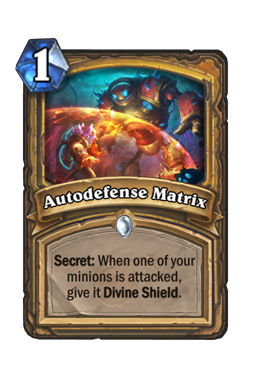 1
Autodefense Matrix
Secret: When one of your
minions is attacked,
give it Divine Shield.